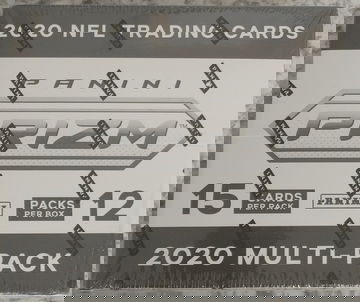 2020 NFL TRADING CARDS
PANINI
PRIZM
15 PACKS PER BOX PANINI CARDS PER PACK 12
2020 MULTI-PACK